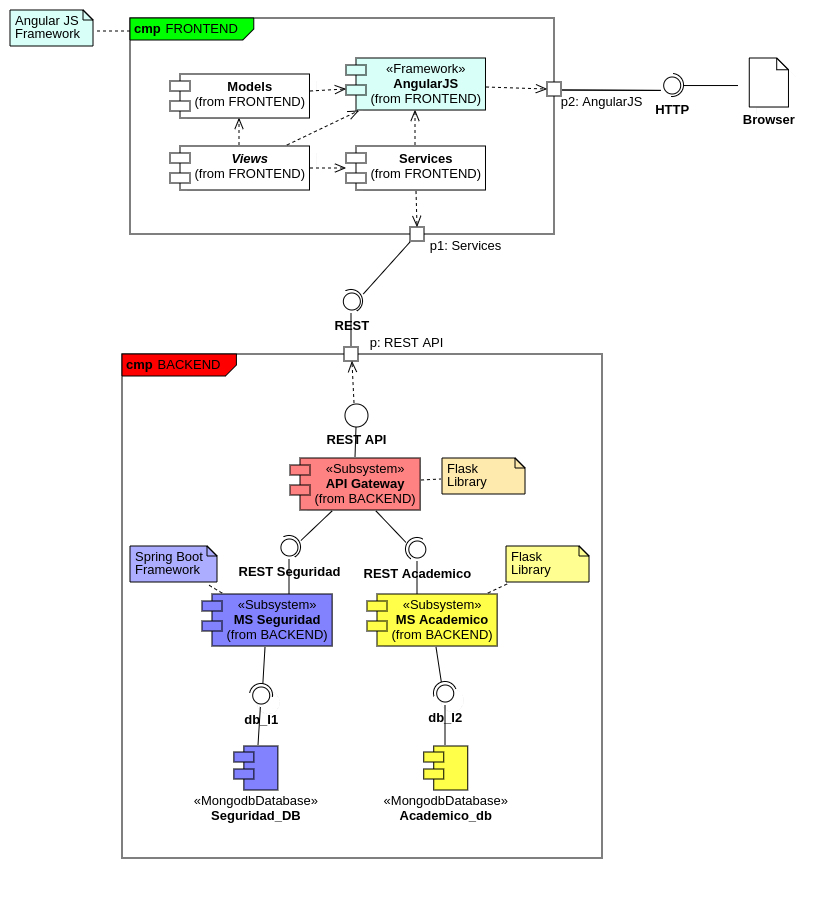 Angular JS
Framework
cmp FRONTEND
«Framework»
AngularJS
(from FRONTEND)
Models
(from FRONTEND)
Views
(from FRONTEND)
Services
(from FRONTEND)
p2: AngularJS
HTTP
Browser
p1: Services
REST
p: REST API
cmp BACKEND
REST API
«Subsystem»
API Gateway
(from BACKEND)
Flask
Library
Spring Boot
Framework
REST Seguridad
REST Academico
Flask
Library
«Subsystem»
MS Seguridad
(from BACKEND)
«Subsystem»
MS Academico
(from BACKEND)
db_I1
db_I2
«MongodbDatabase»
Seguridad_DB
«MongodbDatabase»
Academico_db